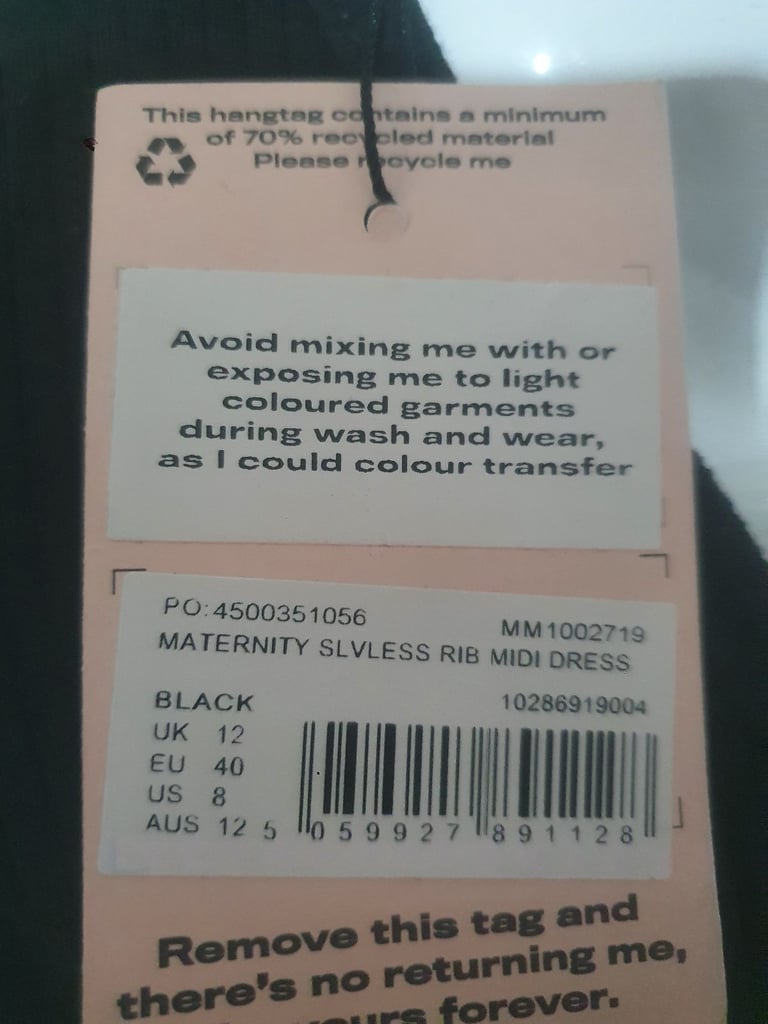 This hangtag contains a minimum
of 70% recycled material
Please recycle me
Avoid mixing me with or
exposing me to light
coloured garments
during wash and wear,
as I could colour transfer
PO:4500351056
MM1002719
MATERNITY SLVLESS RIB MIDI DRESS
BLACK
10286919004
UK 12
EU 40
US 8
AUS 12
5 059927 891128
Remove this tag and
there's no returning me,
yours forever.